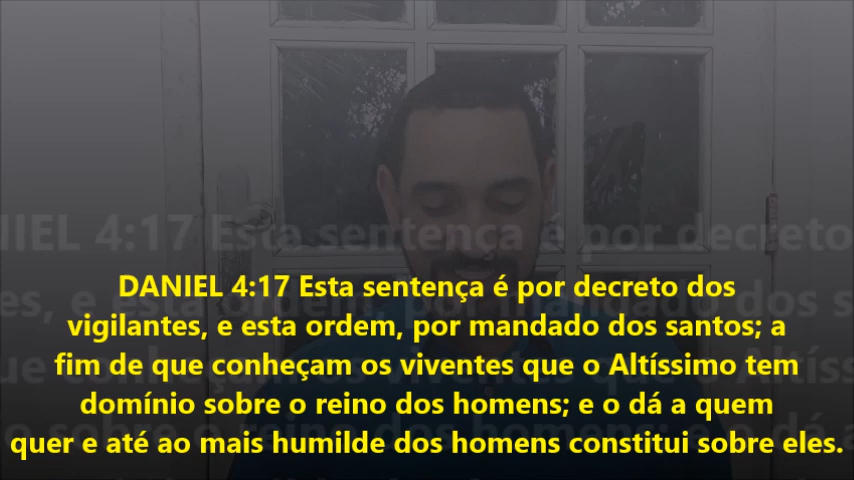 DANIEL 4:17 Esta sentença é por decreto dos
vigilantes, e esta ordem, por mandado dos santos; a
fim de que conheçam os viventes que o Altíssimo tem
domínio sobre o reino dos homens; e o dá a quem
quer e até ao mais humilde dos homens constitui sobre eles.